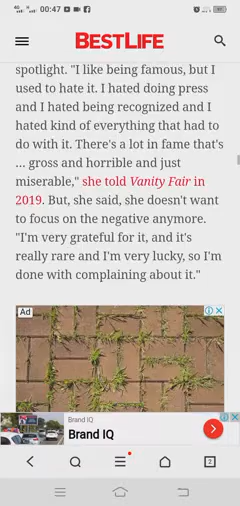 00:47
BESTLIFE
spotlight. "I like being famous, but I
used to hate it. I hated doing press
and I hated being recognized and I
hated kind of everything that had to
do with it. There's a lot in fame that's
... gross and horrible and just
miserable," she told Vanity Fair in
2019. But, she said, she doesn't want
to focus on the negative anymore.
"I'm very grateful for it, and it's
really rare and I'm very lucky, so I'm
done with complaining about it."
Ad
Brand IQ
Brand IQ
2